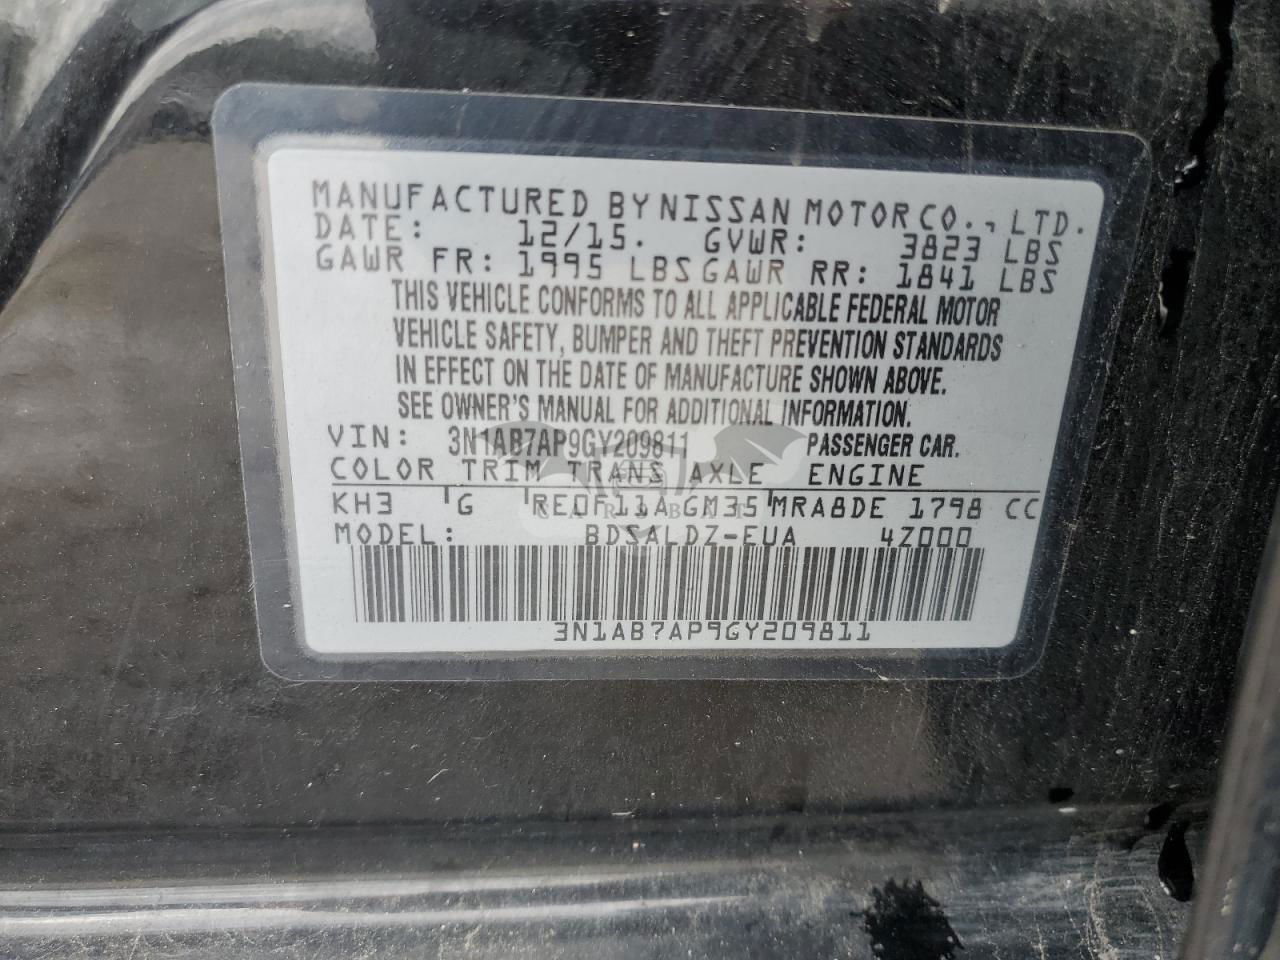 MANUFACTURED BY NISSAN MOTOR CO., LTD.
DATE: 12/15. GVWR: 3823 LBS
GAWR FR: 1995 LBS GAWR RR: 1841 LBS
THIS VEHICLE CONFORMS TO ALL APPLICABLE FEDERAL MOTOR
VEHICLE SAFETY, BUMPER AND THEFT PREVENTION STANDARDS
IN EFFECT ON THE DATE OF MANUFACTURE SHOWN ABOVE.
SEE OWNER'S MANUAL FOR ADDITIONAL INFORMATION.
VIN: 3N1AB7AP9GY209811 PASSENGER CAR.
COLOR TRIM TRANS AXLE ENGINE
KH3 G RE0F11A GM35 MRA8DE 1798 CC
MODEL: BDSALDZ-EUA 4Z000
3N1AB7AP9GY209811